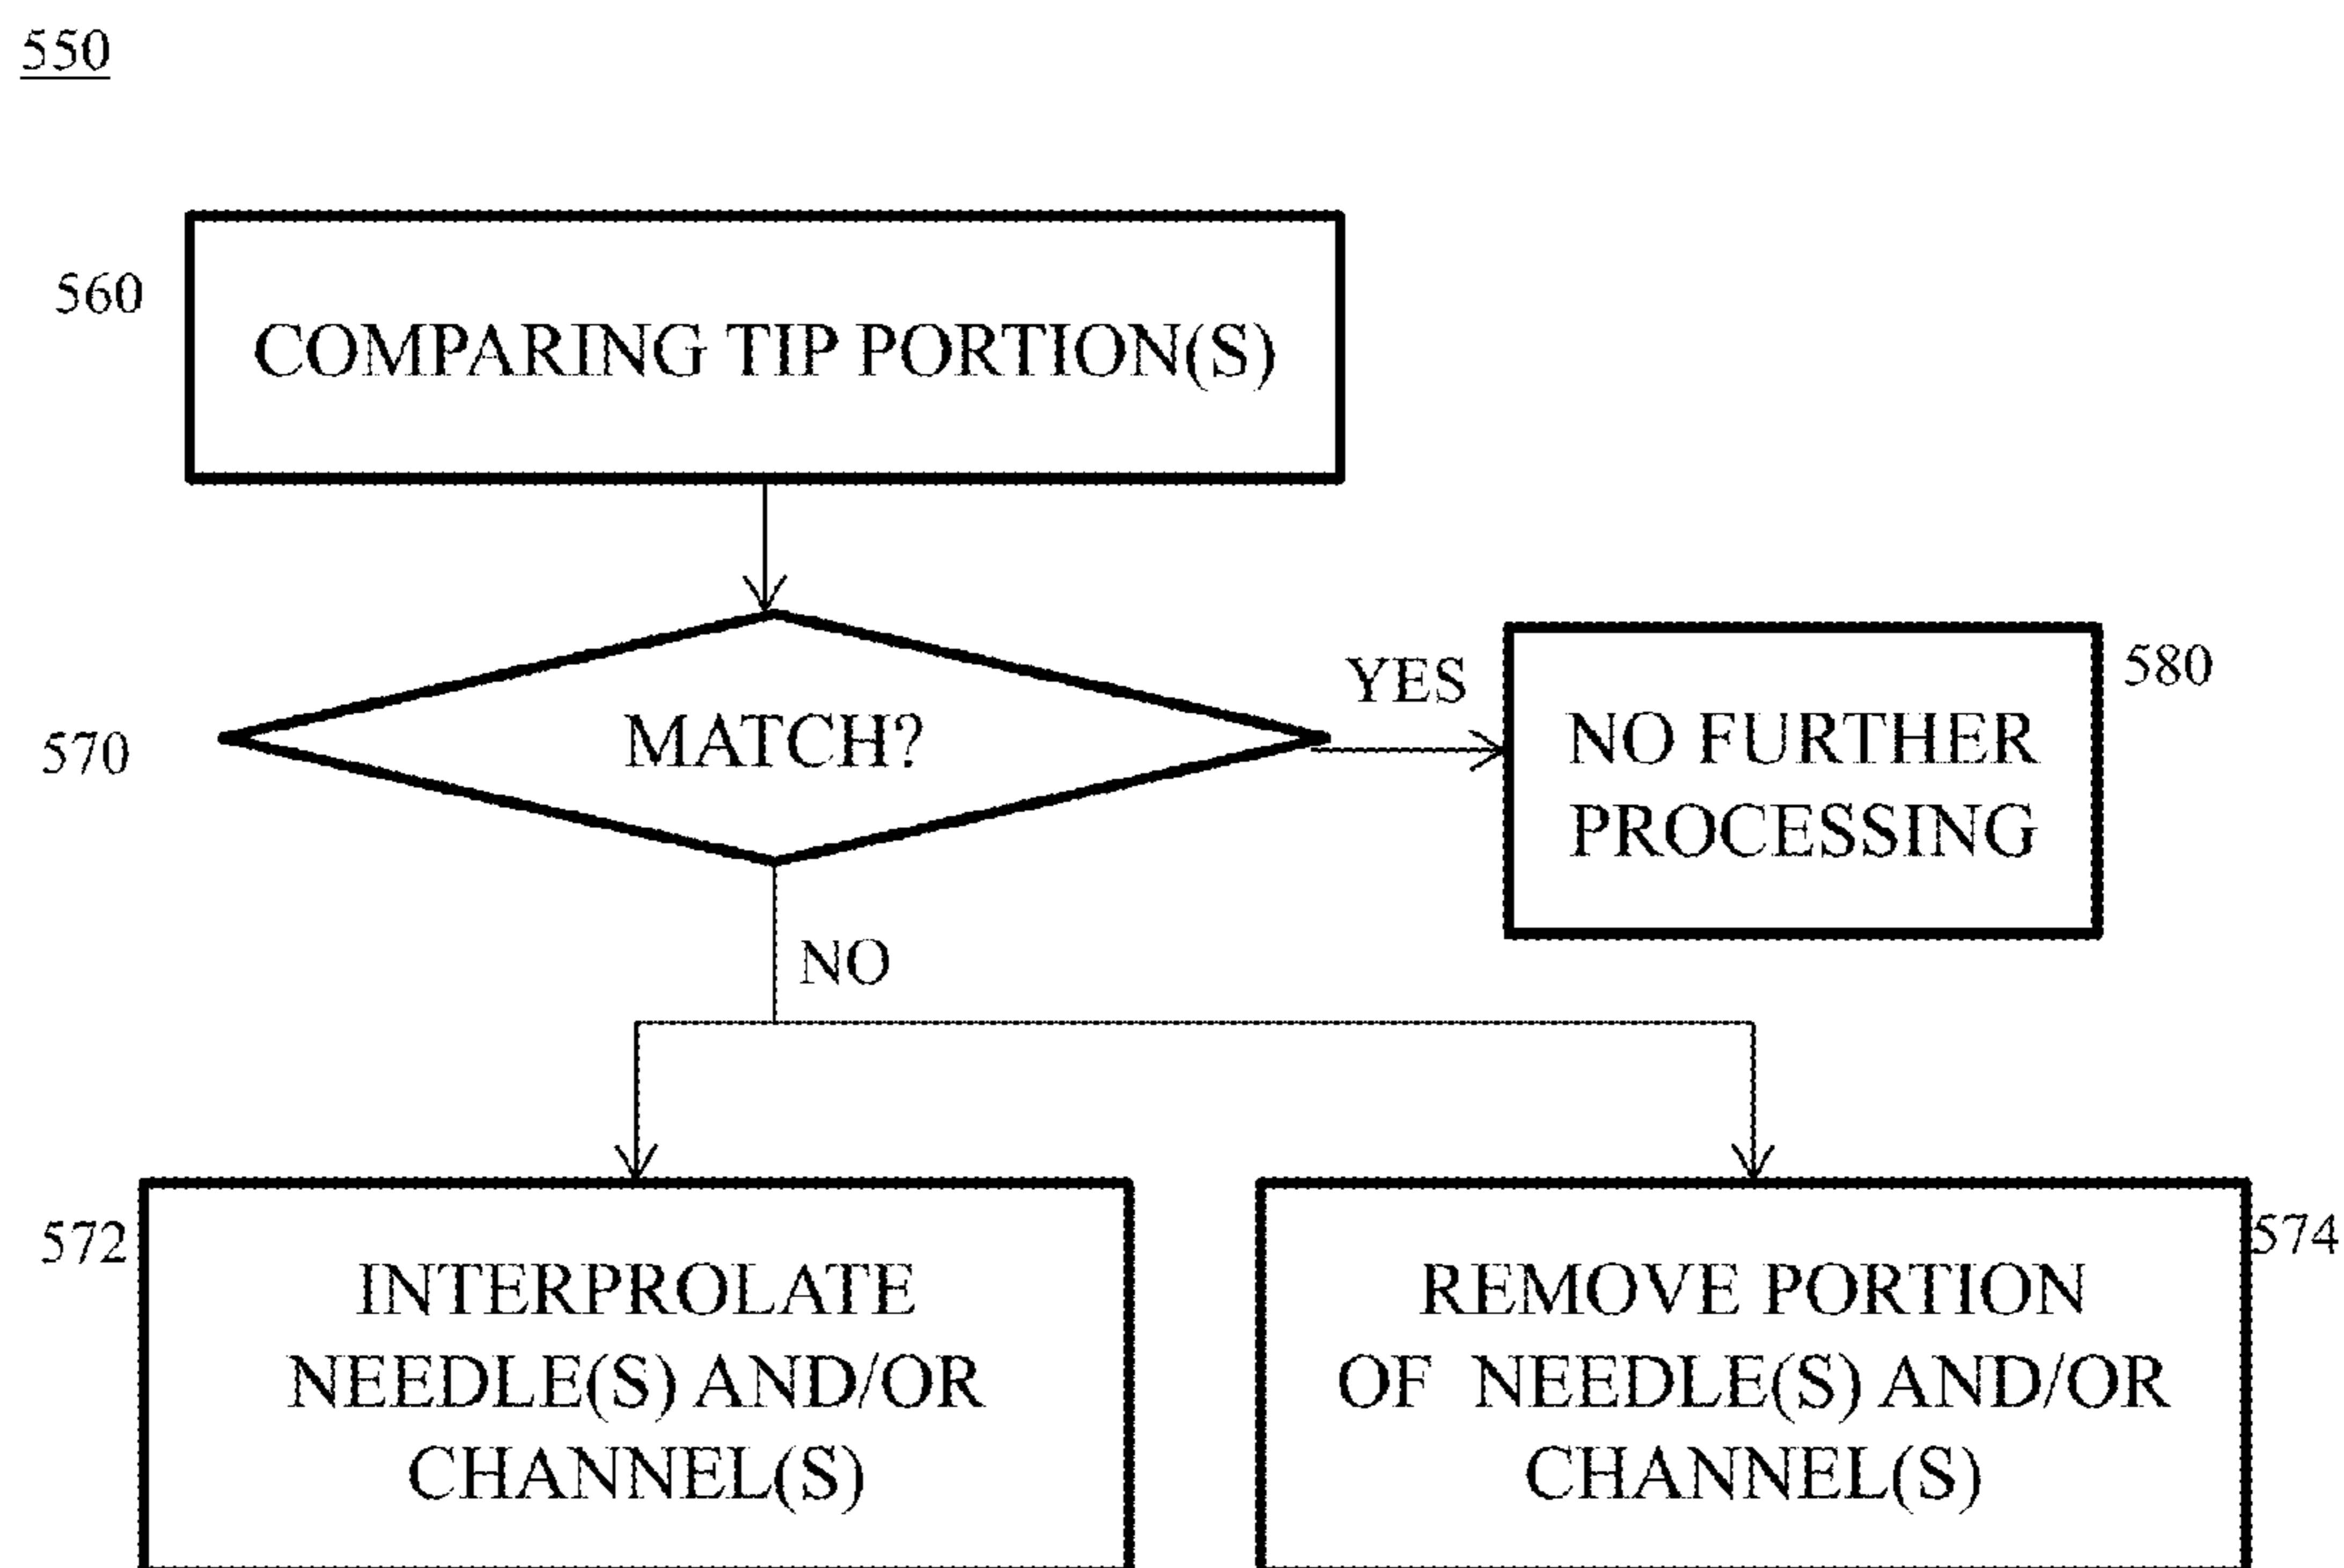 550
560
COMPARING TIP PORTION(S)
570
MATCH?
YES
580
NO FURTHER
PROCESSING
NO
572
INTERPROLATE
NEEDLE(S) AND/OR
CHANNEL(S)
574
REMOVE PORTION
OF NEEDLE(S) AND/OR
CHANNEL(S)